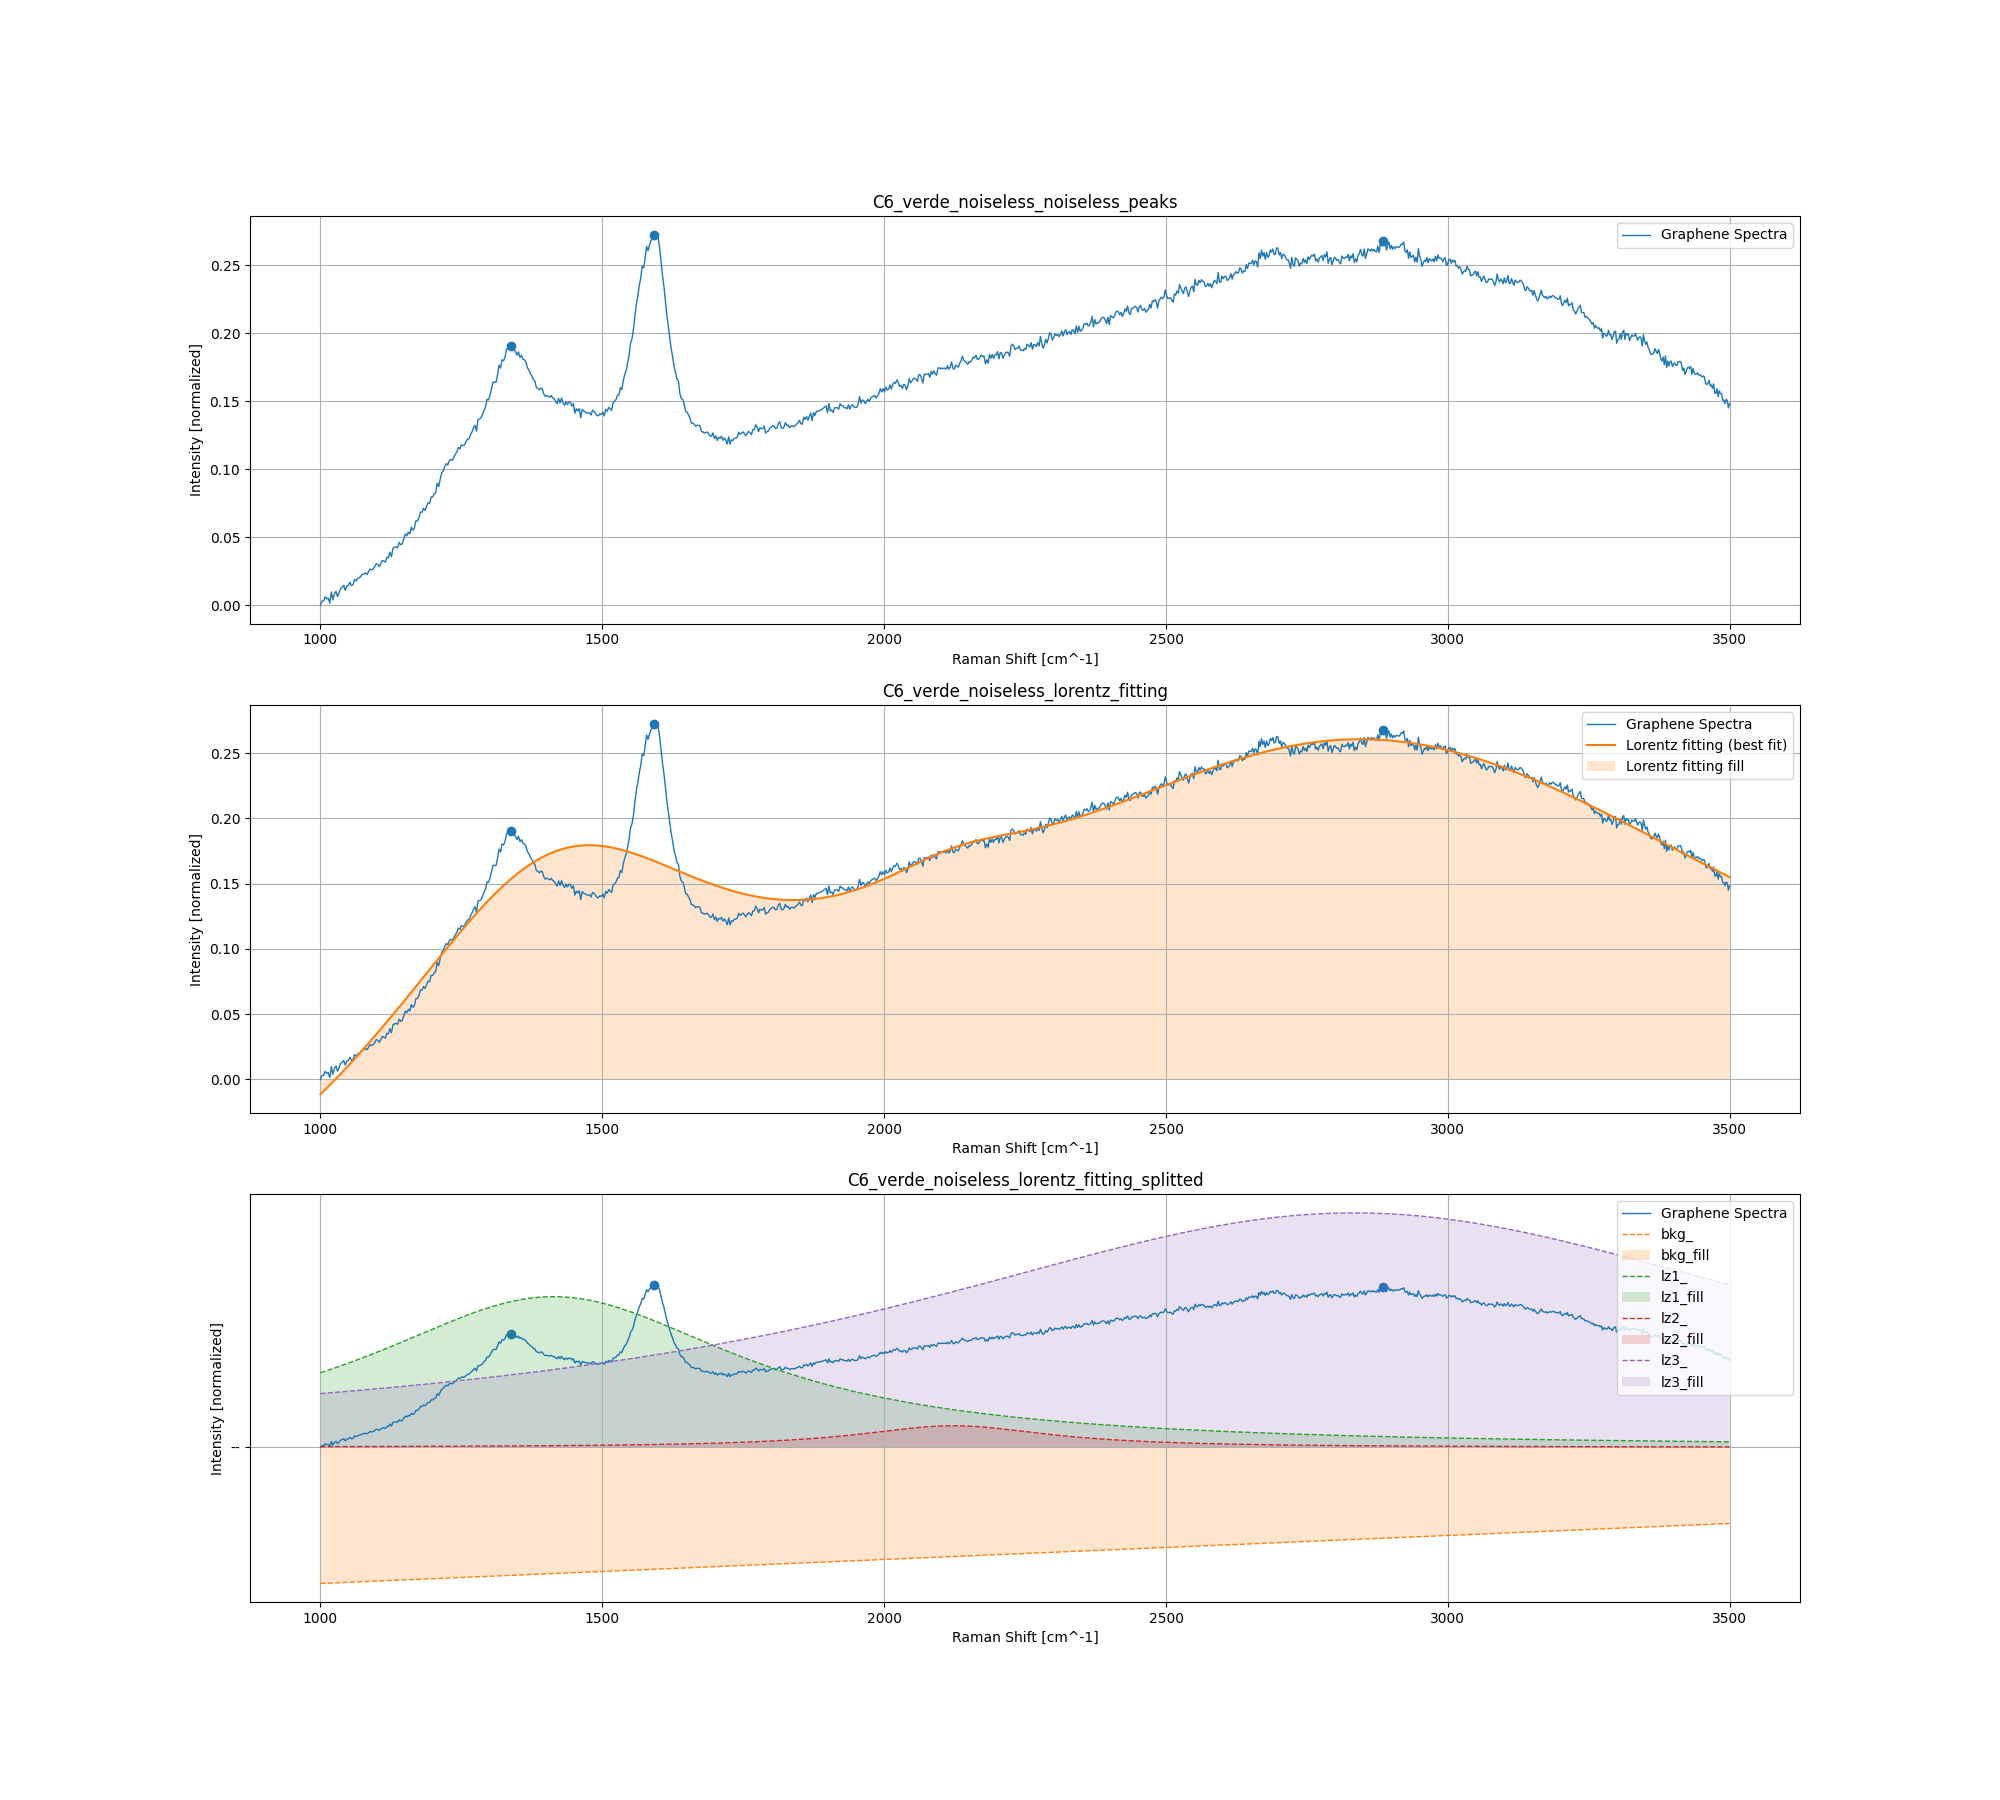 C6_verde_noiseless_noiseless_peaks
Graphene Spectra
Intensity [normalized]
0.25
0.20
0.15
0.10
0.05
0.00
1000 1500 2000 2500 3000 3500
Raman Shift [cm^-1]
C6_verde_noiseless_lorentz_fitting
Graphene Spectra
Lorentz fitting (best fit)
Lorentz fitting fill
Intensity [normalized]
0.25
0.20
0.15
0.10
0.05
0.00
1000 1500 2000 2500 3000 3500
Raman Shift [cm^-1]
C6_verde_noiseless_lorentz_fitting_splitted
Graphene Spectra
bkg_
bkg_fill
lz1_
lz1_fill
lz2_
lz2_fill
lz3_
lz3_fill
Intensity [normalized]
--
1000 1500 2000 2500 3000 3500
Raman Shift [cm^-1]